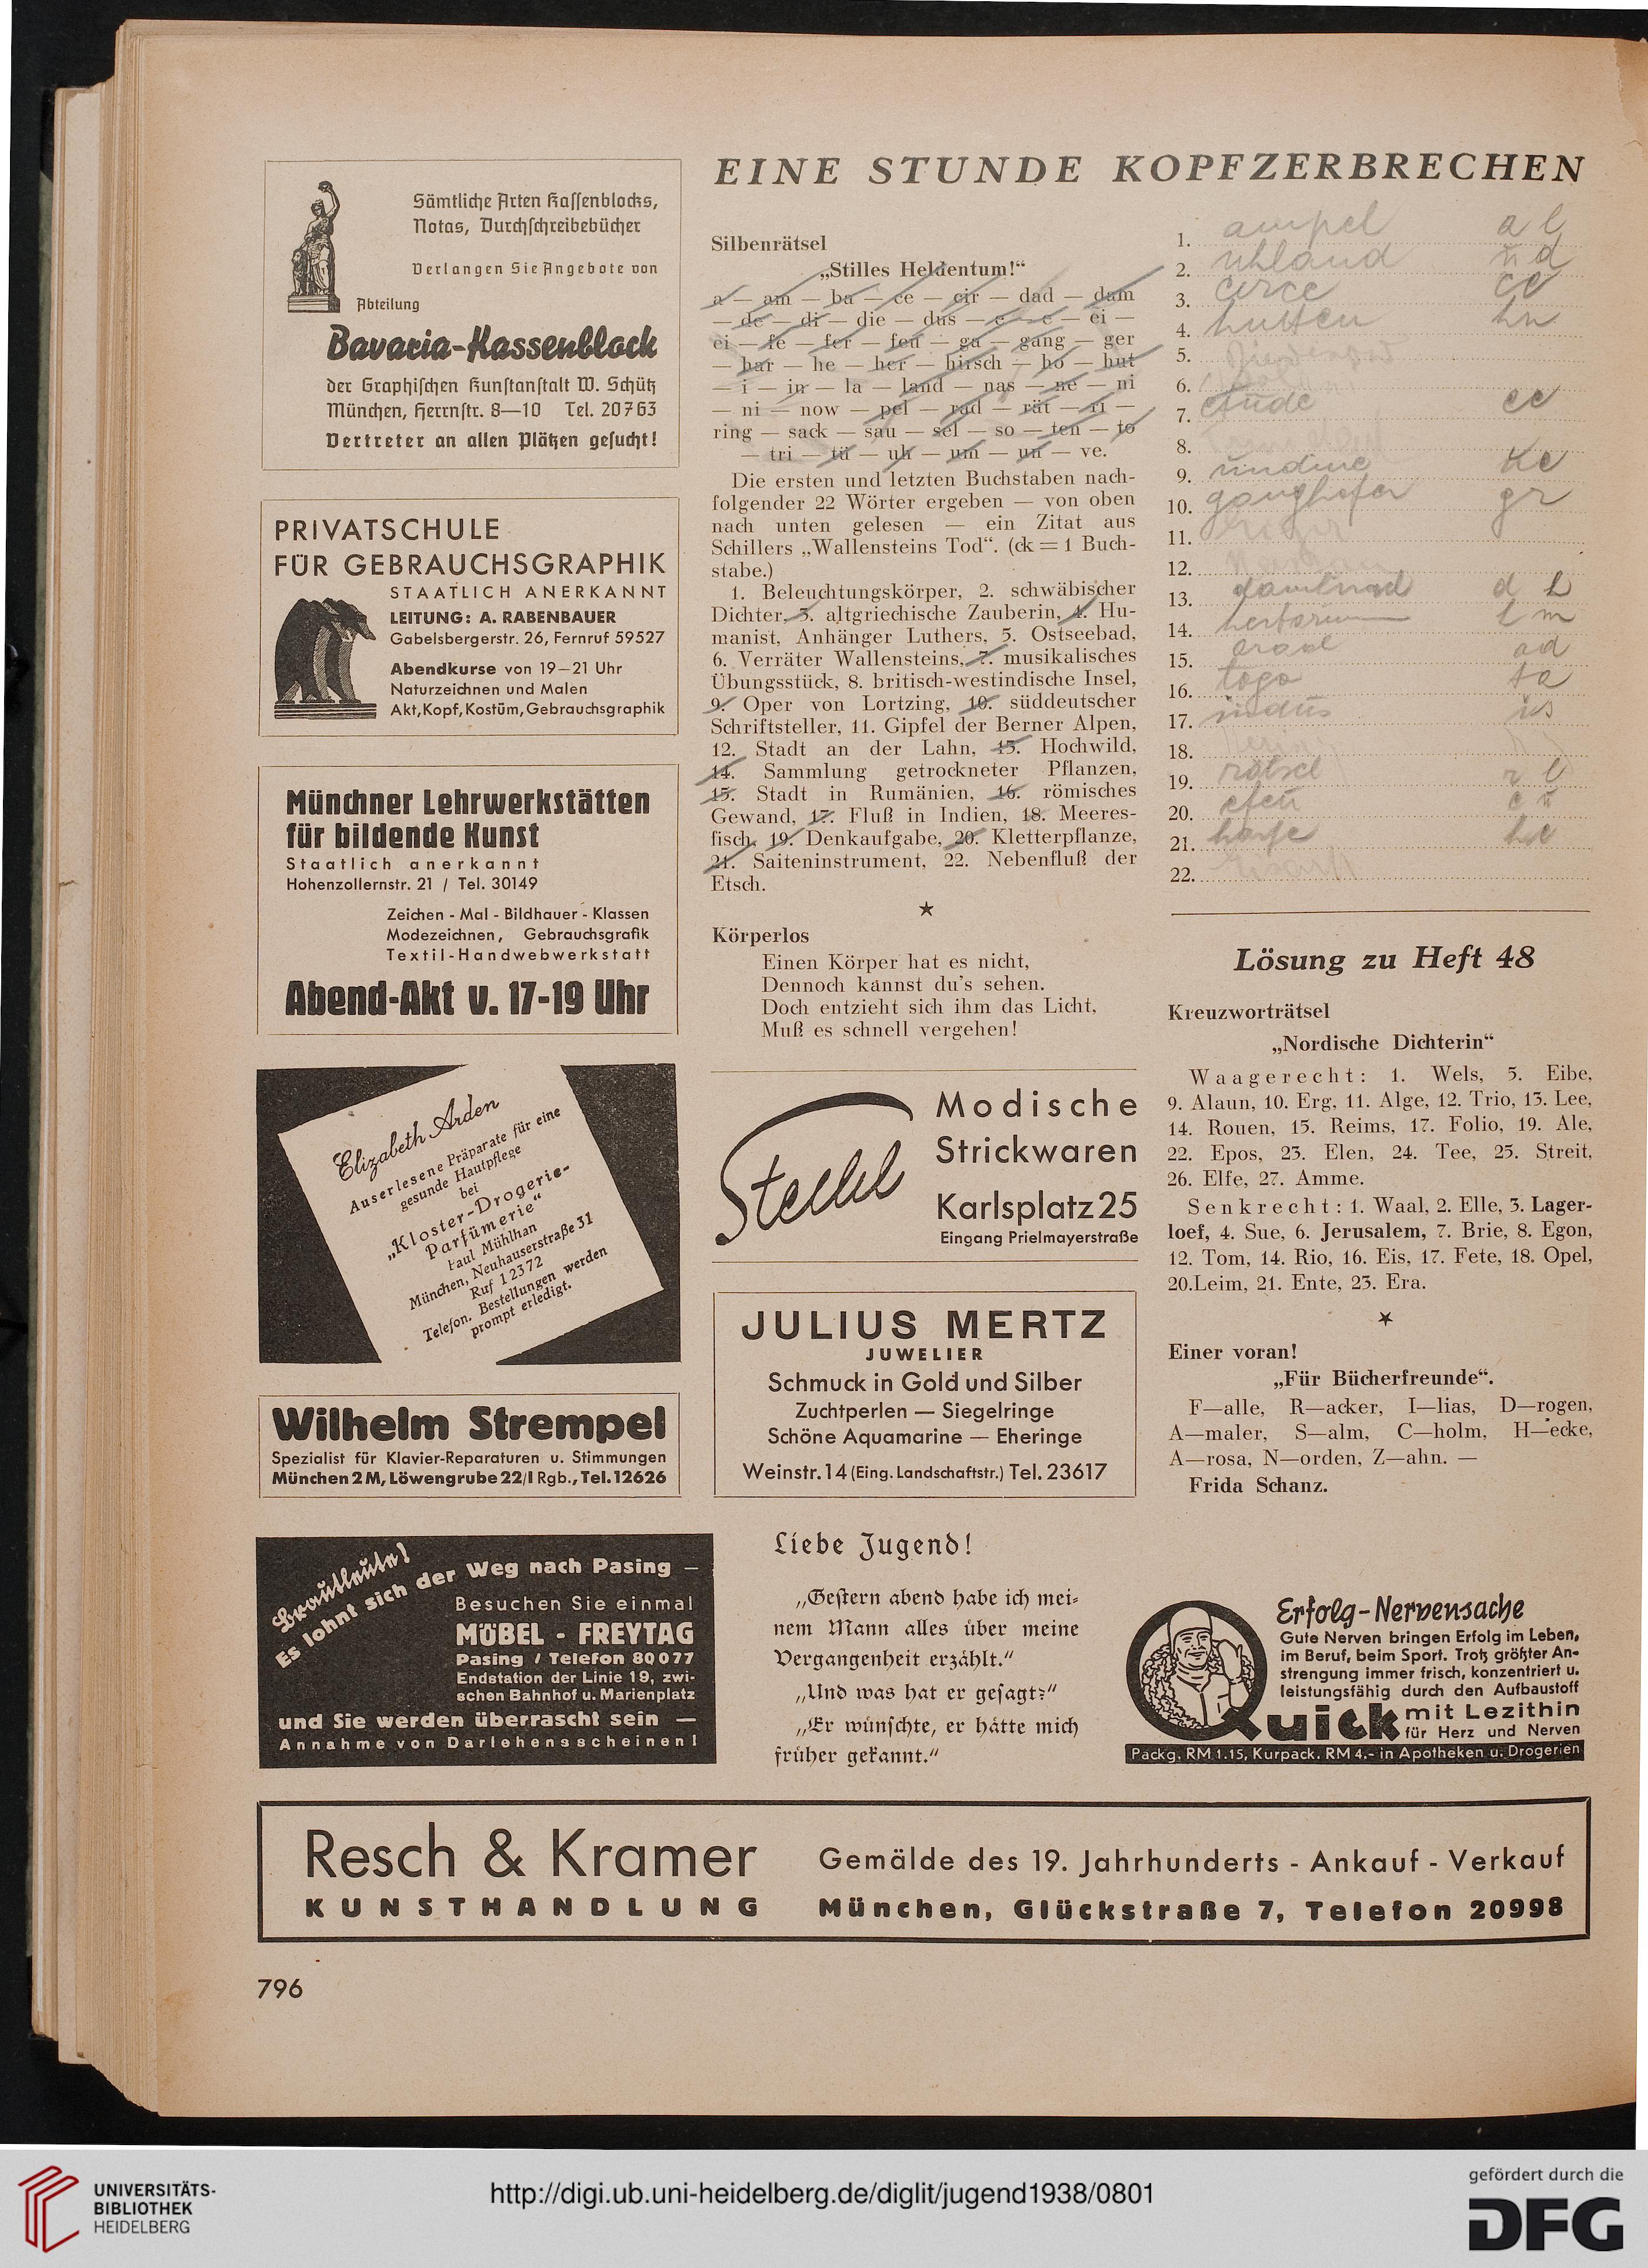 Sämtliche Arten Kassenblocks,
Notas, Durchschreibebücher
Verlangen Sie Angebote von
Abteilung
Bavaria-Kassenblock
der Graphischen Kunstanstalt W. Schütz
München, Herrnstr. 8—10 Tel. 20763
Vertreter an allen Plätzen gesucht!
PRIVATSCHULE
FÜR GEBRAUCHSGRAPHIK
STAATLICH ANERKANNT
LEITUNG: A. RABENBAUER
Gabelsbergerstr. 26, Fernruf 59527
Abendkurse von 19—21 Uhr
Naturzeichnen und Malen
Akt, Kopf, Kostüm, Gebrauchsgraphik
Münchner Lehrwerkstätten
für bildende Kunst
Staatlich anerkannt
Hohenzollernstr. 21 / Tel. 30149
Zeichen - Mal - Bildhauer - Klassen
Modezeichnen, Gebrauchsgrafik
Textil-Handwebwerkstatt
Abend-Akt v. 17-19 Uhr
Elizabeth Arden
Auserlesene Präparate für eine
gesunde Hautpflege
bei
„Kloster-Drogerie-
Parfümerie“
Paul Mühlhan
München, Neuhauserstraße 31
Ruf 12372
Telefon. Bestellungen werden
prompt erledigt.
Wilhelm Strempel
Spezialist für Klavier-Reparaturen u. Stimmungen
München 2 M, Löwengrube 22/I Rgb., Tel. 12626
Brautleute!
Es lohnt sich der Weg nach Pasing —
Besuchen Sie einmal
MÖBEL - FREYTAG
Pasing / Telefon 80077
Endstation der Linie 19, zwi-
schen Bahnhof u. Marienplatz
und Sie werden überrascht sein —
Annahme von Darlehensscheinen!
EINE STUNDE KOPFZERBRECHEN
Silbenrätsel
„Stilles Heldentum!“
a — am — ba — ce — cir — dad — dam
— de — di — die — dus — e — e — ei —
ei — fe — fer — feu — ga — gang — ger
— har — he — her — hirsch — ho — hut
— i — in — la — land — nas — ne — ni
— ni — now — pel — rad — rät — ri —
ring — sack — sau — sel — so — ten — to
— tri — tü — uh — um — un — ve.
Die ersten und letzten Buchstaben nach-
folgender 22 Wörter ergeben — von oben
nach unten gelesen — ein Zitat aus
Schillers „Wallensteins Tod“. (ck = 1 Buch-
stabe.)
1. Beleuchtungskörper, 2. schwäbischer
Dichter, 3. altgriechische Zauberin, 4. Hu-
manist, Anhänger Luthers, 5. Ostseebad,
6. Verräter Wallensteins, 7. musikalisches
Übungsstück, 8. britisch-westindische Insel,
9. Oper von Lortzing, 10. süddeutscher
Schriftsteller, 11. Gipfel der Berner Alpen,
12. Stadt an der Lahn, 13. Hochwild,
14. Sammlung getrockneter Pflanzen,
15. Stadt in Rumänien, 16. römisches
Gewand, 17. Fluß in Indien, 18. Meeres-
fisch, 19. Denkaufgabe, 20. Kletterpflanze,
21. Saiteninstrument, 22. Nebenfluß der
Etsch.
★
Körperlos
Einen Körper hat es nicht,
Dennoch kannst du's sehen.
Doch entzieht sich ihm das Licht,
Muß es schnell vergehen!
1. ampel al
2. uhland ud
3. circe ce
4. hutten hn
5.
6.
7. etude ee
8.
9. undine
10. ganghofer gr
11.
12.
13.
14. herbarium
15. arad ad
16. toga ta
17. indus is
18.
19. rätsel rl
20. efeu eu
21. harfe he
22.
Lösung zu Heft 48
Kreuzworträtsel
„Nordische Dichterin“
Waagerecht: 1. Wels, 5. Eibe,
9. Alaun, 10. Erg, 11. Alge, 12. Trio, 13. Lee,
14. Rouen, 15. Reims, 17. Folio, 19. Ale,
22. Epos, 23. Elen, 24. Tee, 25. Streit,
26. Elfe, 27. Amme.
Senkrecht: 1. Waal, 2. Elle, 3. Lager-
loef, 4. Sue, 6. Jerusalem, 7. Brie, 8. Egon,
12. Tom, 14. Rio, 16. Eis, 17. Fete, 18. Opel,
20.Leim, 21. Ente, 23. Era.
★
Einer voran!
„Für Bücherfreunde“.
F—alle, R—acker, I—lias, D—rogen,
A—maler, S—alm, C—holm, H—ecke,
A—rosa, N—orden, Z—ahn. —
Frida Schanz.
Modische
Strickwaren
Karlsplatz 25
Eingang Prielmayerstraße
JULIUS MERTZ
JUWELIER
Schmuck in Gold und Silber
Zuchtperlen — Siegelringe
Schöne Aquamarine — Eheringe
Weinstr. 14 (Eing. Landschaftstr.) Tel. 23617
Liebe Jugend!
„Gestern abend habe ich mei-
nem Mann alles über meine
Vergangenheit erzählt.“
„Und was hat er gesagt?“
„Er wünschte, er hätte mich
früher gekannt.“
Erfolg-Nervensache
Gute Nerven bringen Erfolg im Leben,
im Beruf, beim Sport. Trotz größter An-
strengung immer frisch, konzentriert u.
leistungsfähig durch den Aufbaustoff
Quick mit Lezithin
für Herz und Nerven
Packg. RM 1.15, Kurpack. RM 4.- in Apotheken u. Drogerien
Resch & Kramer
KUNSTHANDLUNG
Gemälde des 19. Jahrhunderts - Ankauf - Verkauf
München, Glückstraße 7, Telefon 20998
796
UNIVERSITÄTS-
BIBLIOTHEK
HEIDELBERG
http://digi.ub.uni-heidelberg.de/diglit/jugend1938/0801
gefördert durch die
DFG